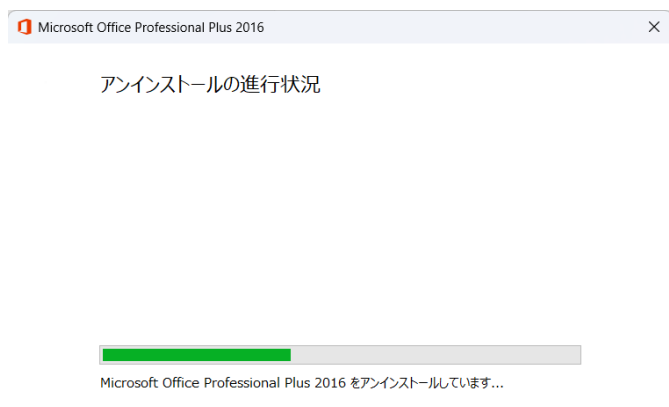 Microsoft Office Professional Plus 2016
アンインストールの進行状況
Microsoft Office Professional Plus 2016 をアンインストールしています...